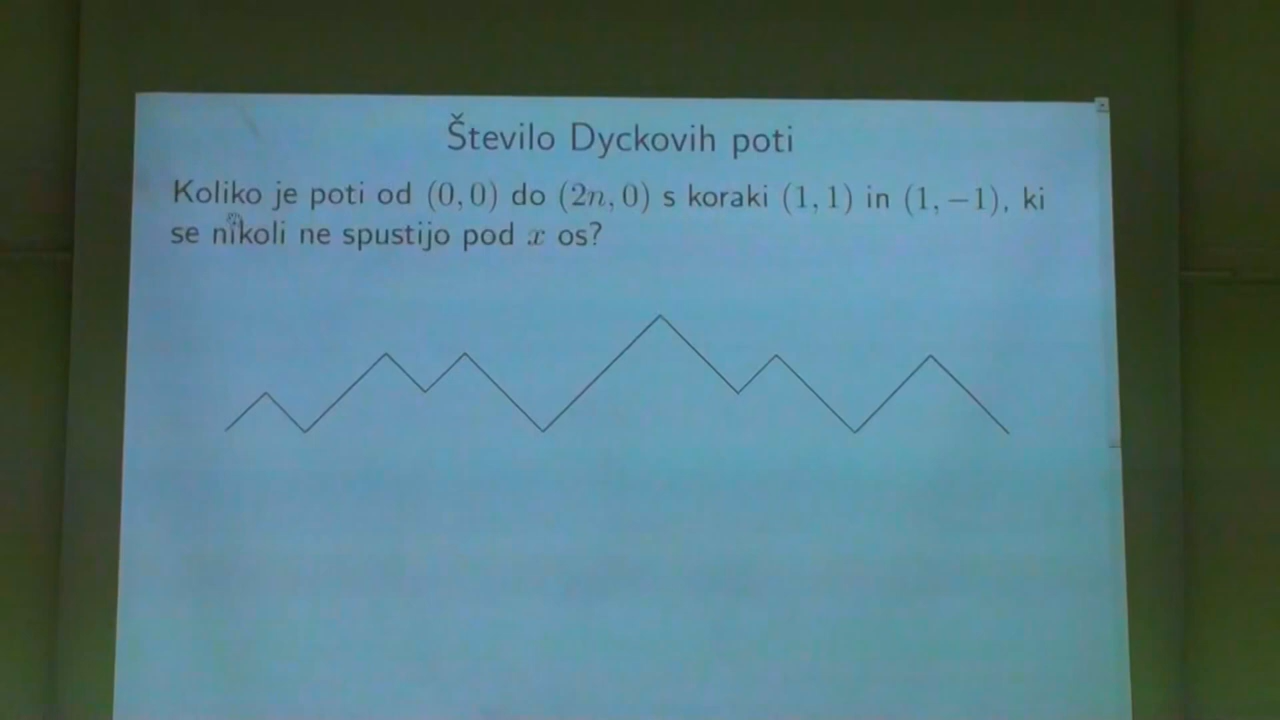 Število Dyckovih poti
Koliko je poti od (0, 0) do (2n, 0) s koraki (1, 1) in (1, −1), ki
se nikoli ne spustijo pod x os?